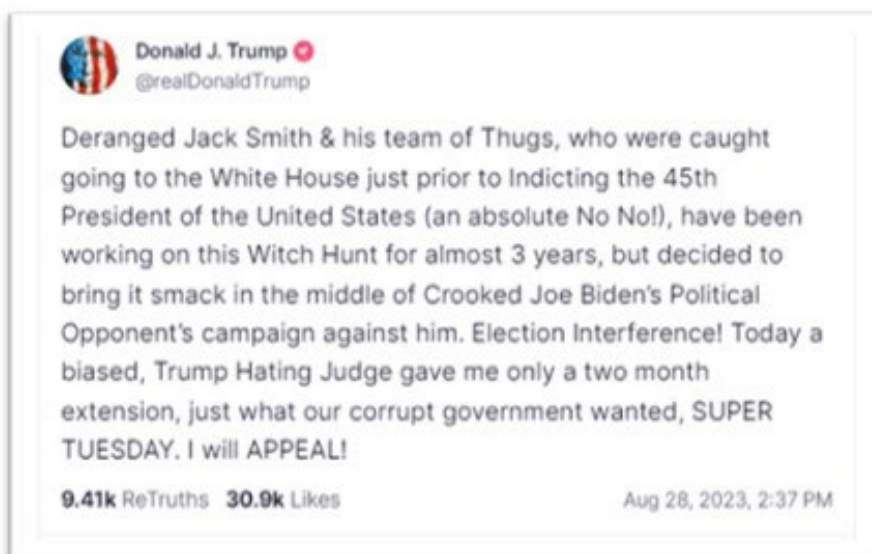 Donald J. Trump
@realDonaldTrump
Deranged Jack Smith & his team of Thugs, who were caught
going to the White House just prior to Indicting the 45th
President of the United States (an absolute No No!), have been
working on this Witch Hunt for almost 3 years, but decided to
bring it smack in the middle of Crooked Joe Biden's Political
Opponent's campaign against him. Election Interference! Today a
biased, Trump Hating Judge gave me only a two month
extension, just what our corrupt government wanted, SUPER
TUESDAY. I will APPEAL!
9.41k ReTruths 30.9k Likes Aug 28, 2023, 2:37 PM